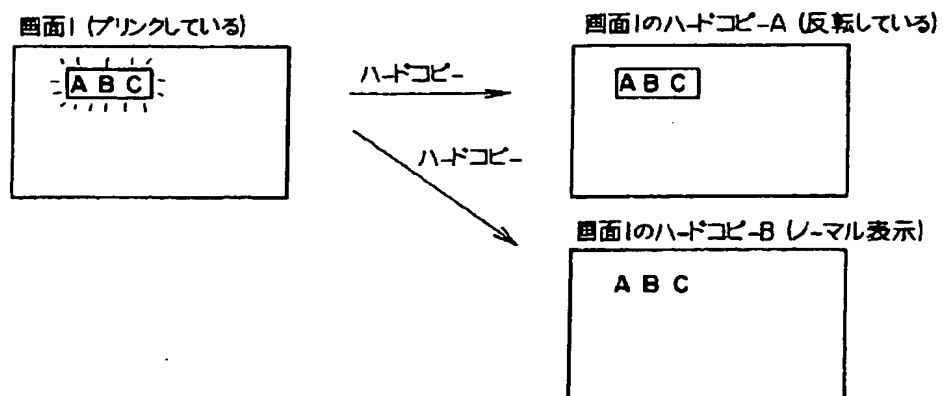 画面1 (ブリンクしている)
ABC
ハードコピー
画面1のハードコピーA (反転している)
ABC
ハードコピー
画面1のハードコピーB (ノーマル表示)
ABC